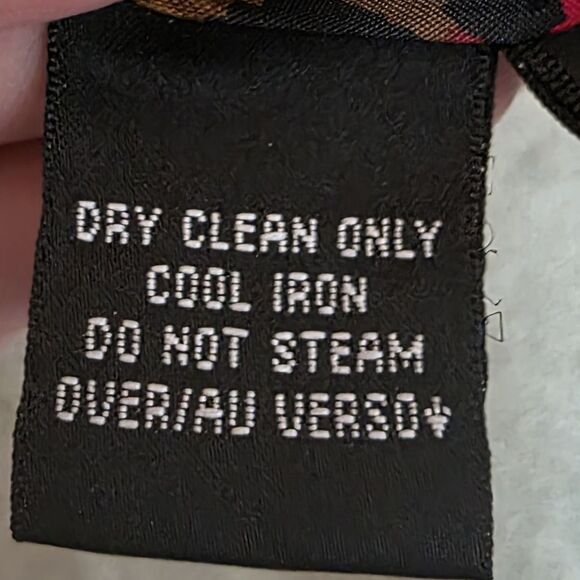 DRY CLEAN ONLY
COOL IRON
DO NOT STEAM
OVER/AU VERSO↓